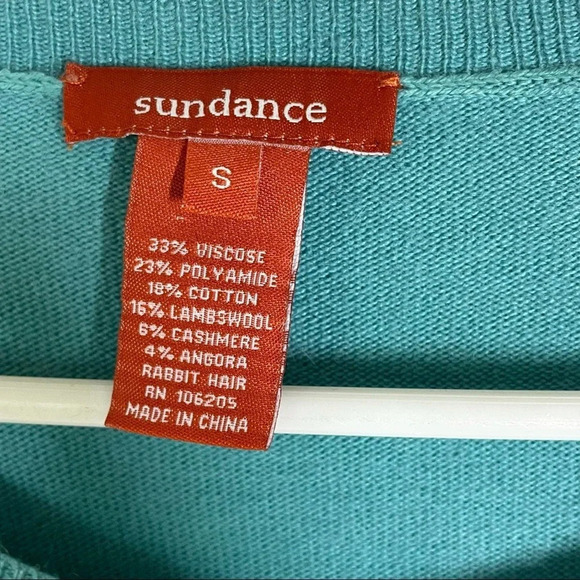 sundance
S
33% VISCOSE
23% POLYAMIDE
18% COTTON
16% LAMBSWOOL
6% CASHMERE
4% ANGORA
RABBIT HAIR
RN 106205
MADE IN CHINA